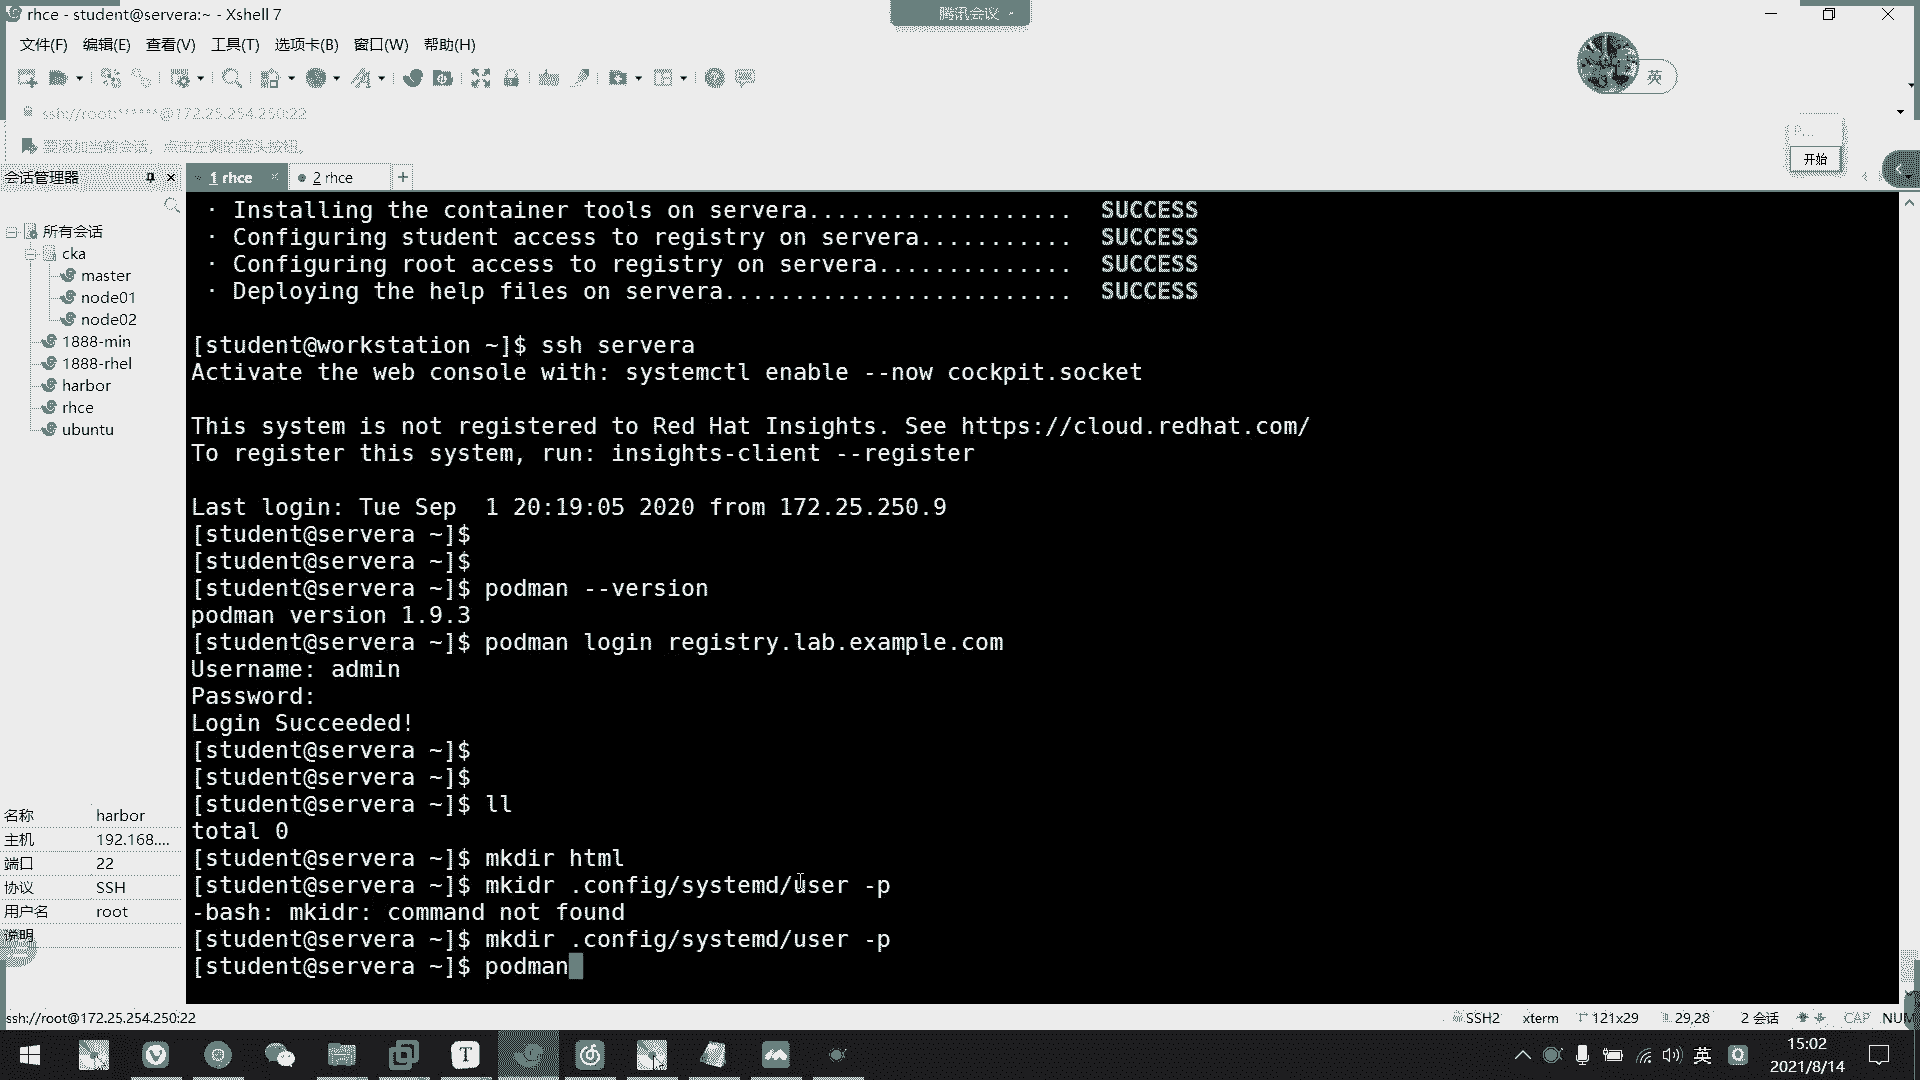 rhce - student@servera:~ - Xshell 7
腾讯会议
文件(F) 编辑(E) 查看(V) 工具(T) 选项卡(B) 窗口(W) 帮助(H)
英
ssh://root:******@172.25.254.250:22
要添加当前会话，点击左侧的箭头按钮。
P...
开始
会话管理器
1 rhce
2 rhce
所有会话
cka
master
node01
node02
1888-min
1888-rhel
harbor
rhce
ubuntu
· Installing the container tools on servera................... SUCCESS
· Configuring student access to registry on servera........... SUCCESS
· Configuring root access to registry on servera.............. SUCCESS
· Deploying the help files on servera......................... SUCCESS
[student@workstation ~]$ ssh servera
Activate the web console with: systemctl enable --now cockpit.socket
This system is not registered to Red Hat Insights. See https://cloud.redhat.com/
To register this system, run: insights-client --register
Last login: Tue Sep  1 20:19:05 2020 from 172.25.250.9
[student@servera ~]$
[student@servera ~]$
[student@servera ~]$ podman --version
podman version 1.9.3
[student@servera ~]$ podman login registry.lab.example.com
Username: admin
Password:
Login Succeeded!
[student@servera ~]$
[student@servera ~]$
[student@servera ~]$ ll
total 0
[student@servera ~]$ mkdir html
[student@servera ~]$ mkidr .config/systemd/user -p
-bash: mkidr: command not found
[student@servera ~]$ mkdir .config/systemd/user -p
[student@servera ~]$ podman
名称 harbor
主机 192.168....
端口 22
协议 SSH
用户名 root
说明
ssh://root@172.25.254.250:22
SSH2 xterm 121x29 29,28 2 会话 CAP NUM
英
15:02
2021/8/14